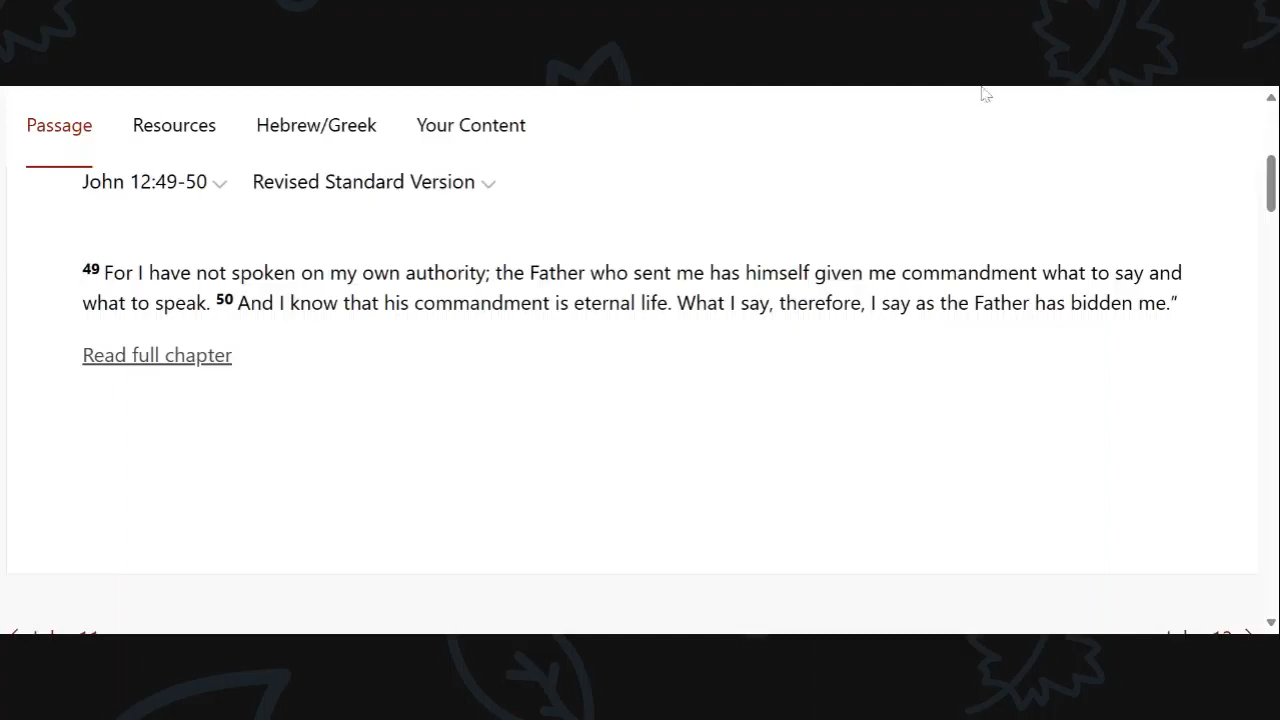 Passage Resources Hebrew/Greek Your Content
John 12:49-50 Revised Standard Version
49 For I have not spoken on my own authority; the Father who sent me has himself given me commandment what to say and
what to speak. 50 And I know that his commandment is eternal life. What I say, therefore, I say as the Father has bidden me.”
Read full chapter